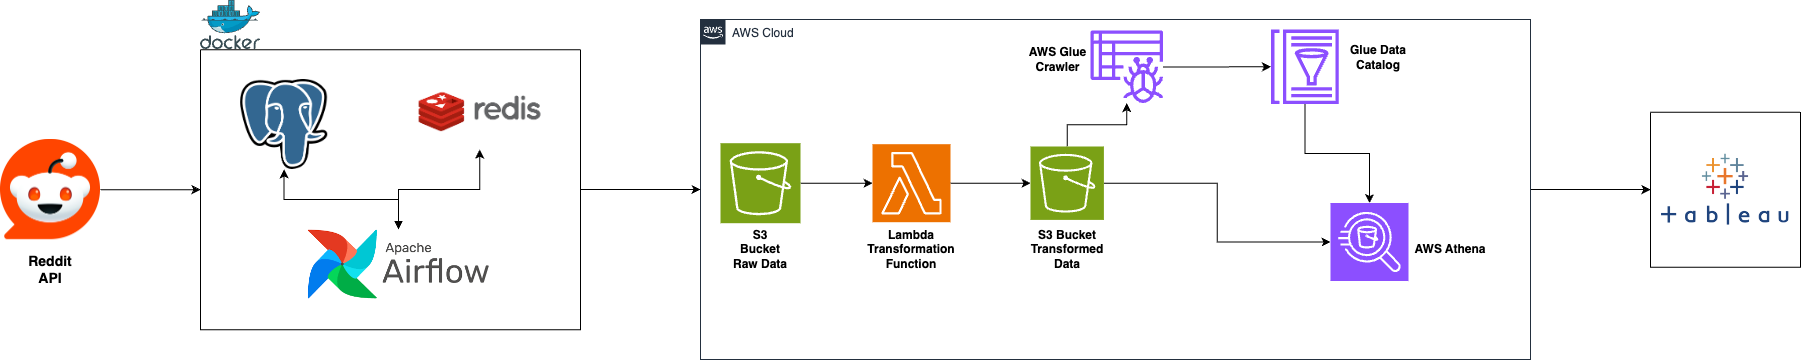 docker
redis
Apache
Airflow
Reddit
API
aws
AWS Cloud
AWS Glue
Crawler
Glue Data
Catalog
S3
Bucket
Raw Data
Lambda
Transformation
Function
S3 Bucket
Transformed
Data
AWS Athena
tableau